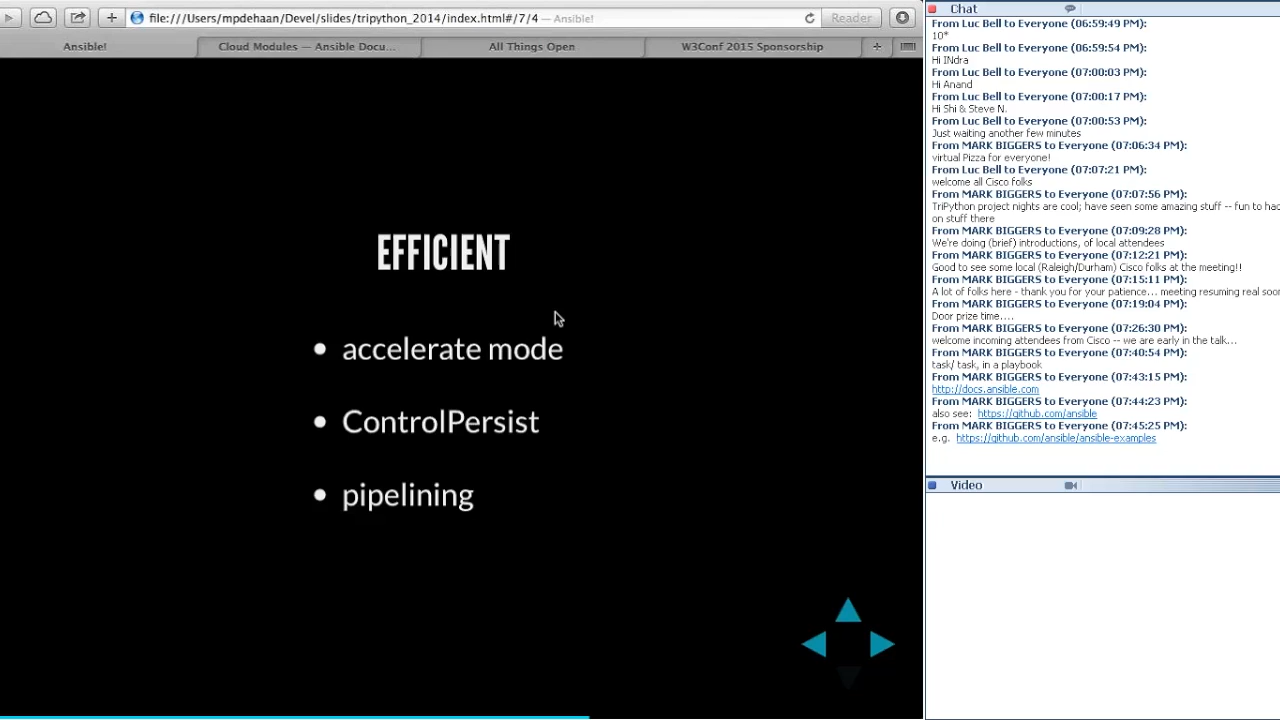 file:///Users/mpdehaan/Devel/slides/tripython_2014/index.html#/7/4 — Ansible!
Reader
Ansible!
Cloud Modules — Ansible Docu...
All Things Open
W3Conf 2015 Sponsorship
EFFICIENT
accelerate mode
ControlPersist
pipelining
Chat
From Luc Bell to Everyone (06:59:49 PM):
10*
From Luc Bell to Everyone (06:59:54 PM):
Hi INdra
From Luc Bell to Everyone (07:00:03 PM):
Hi Anand
From Luc Bell to Everyone (07:00:17 PM):
Hi Shi & Steve N.
From Luc Bell to Everyone (07:00:53 PM):
Just waiting another few minutes
From MARK BIGGERS to Everyone (07:06:34 PM):
virtual Pizza for everyone!
From Luc Bell to Everyone (07:07:21 PM):
welcome all Cisco folks
From MARK BIGGERS to Everyone (07:07:56 PM):
TriPython project nights are cool; have seen some amazing stuff -- fun to hac
on stuff there
From MARK BIGGERS to Everyone (07:09:28 PM):
We're doing (brief) introductions, of local attendees
From MARK BIGGERS to Everyone (07:12:21 PM):
Good to see some local (Raleigh/Durham) Cisco folks at the meeting!!
From MARK BIGGERS to Everyone (07:15:11 PM):
A lot of folks here - thank you for your patience... meeting resuming real soon
From MARK BIGGERS to Everyone (07:19:04 PM):
Door prize time....
From MARK BIGGERS to Everyone (07:26:30 PM):
welcome incoming attendees from Cisco -- we are early in the talk...
From MARK BIGGERS to Everyone (07:40:54 PM):
task/ task, in a playbook
From MARK BIGGERS to Everyone (07:43:15 PM):
http://docs.ansible.com
From MARK BIGGERS to Everyone (07:44:23 PM):
also see: https://github.com/ansible
From MARK BIGGERS to Everyone (07:45:25 PM):
e.g. https://github.com/ansible/ansible-examples
Video